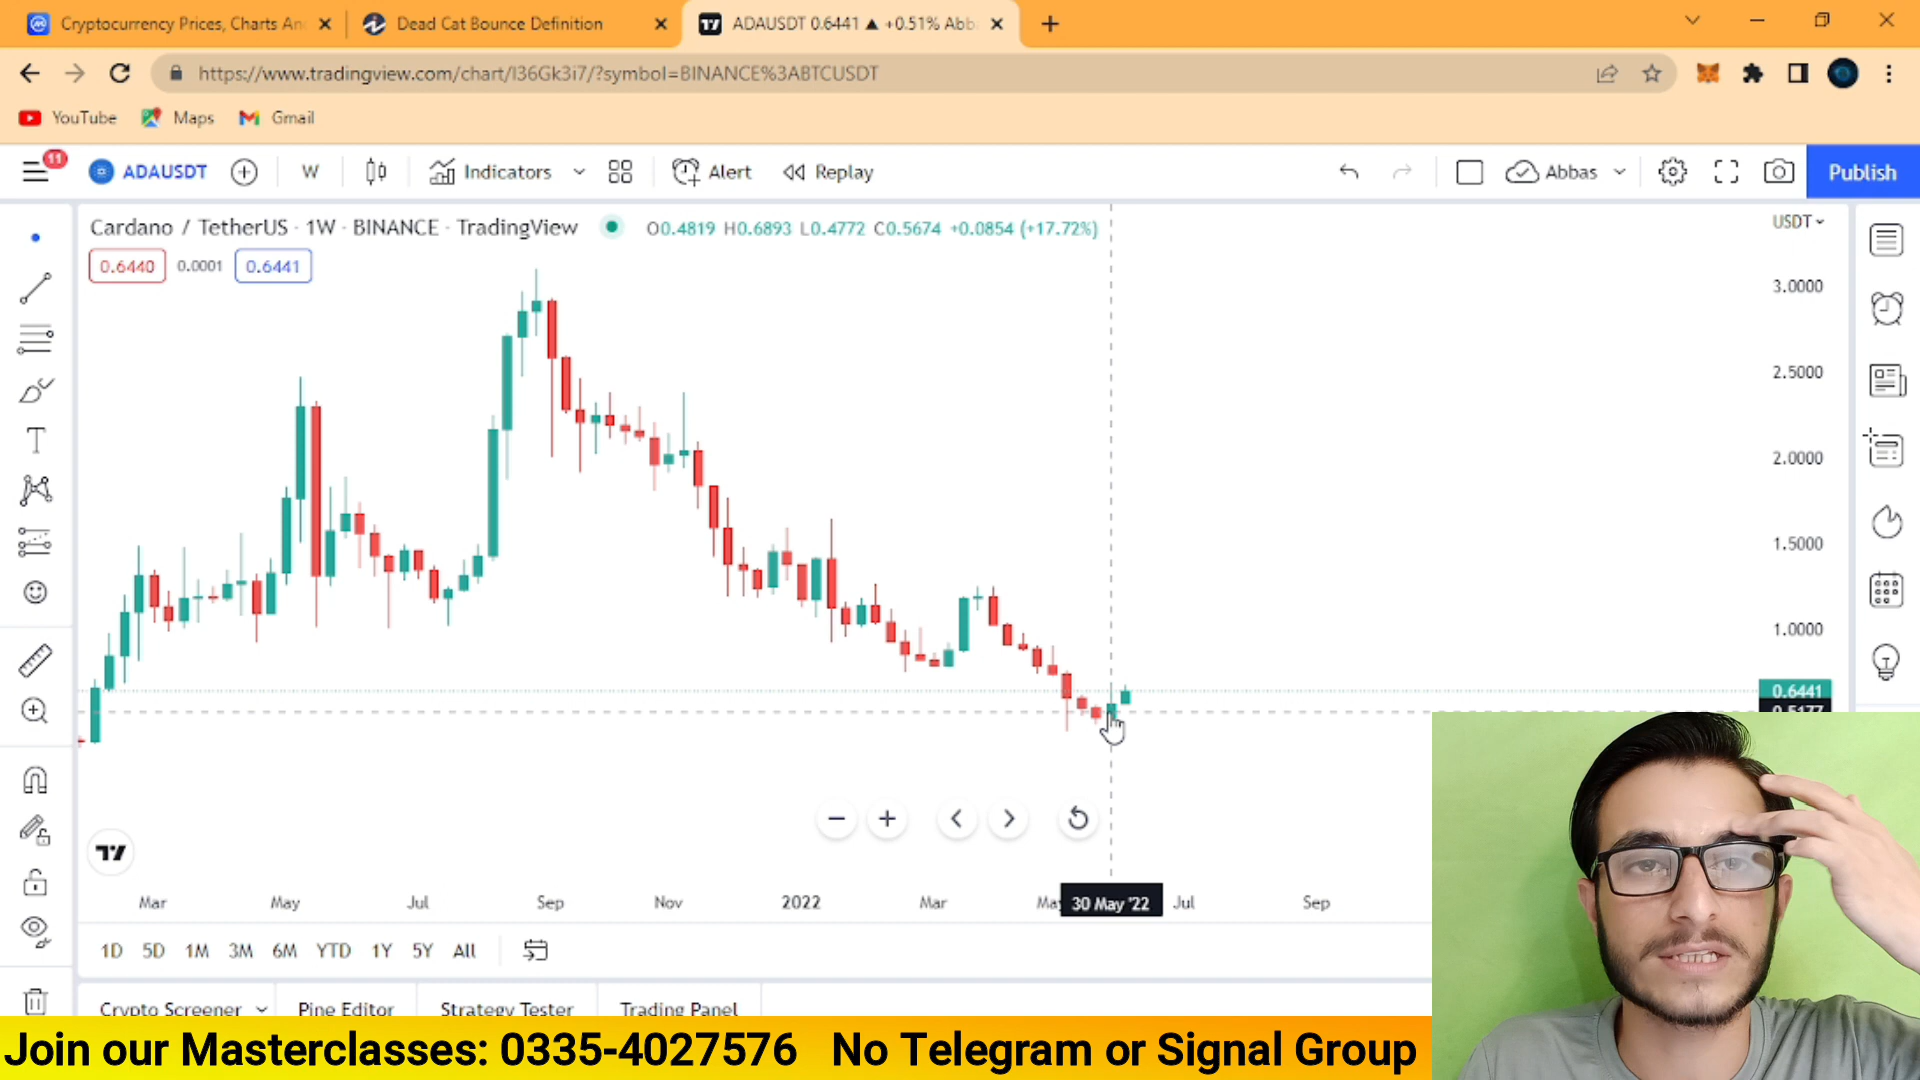 Cryptocurrency Prices, Charts An
Dead Cat Bounce Definition
ADAUSDT 0.6441 ▲ +0.51% Abb
https://www.tradingview.com/chart/I36Gk3i7/?symbol=BINANCE%3ABTCUSDT
YouTube Maps Gmail
11
ADAUSDT W Indicators Alert Replay Abbas Publish
Cardano / TetherUS · 1W · BINANCE · TradingView O0.4819 H0.6893 L0.4772 C0.5674 +0.0854 (+17.72%)
USDT
0.6440 0.0001 0.6441
3.0000
2.5000
2.0000
1.5000
1.0000
0.6441
0.5177
Mar May Jul Sep Nov 2022 Mar 30 May '22 Jul Sep
1D 5D 1M 3M 6M YTD 1Y 5Y All
Crypto Screener Pine Editor Strategy Tester Trading Panel
Join our Masterclasses: 0335-4027576 No Telegram or Signal Group